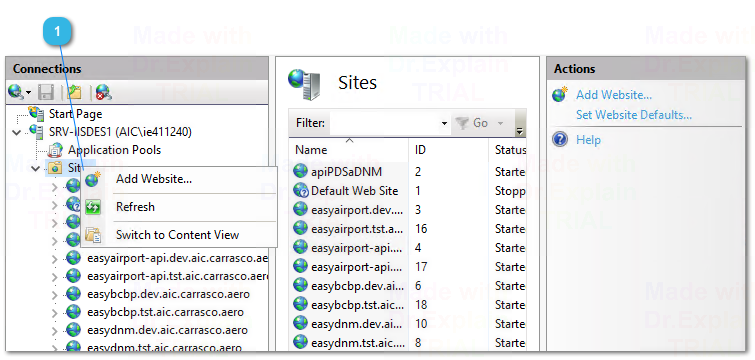 1
Made with
Dr.Explain
TRIAL
Connections
Start Page
SRV-IISDES1 (AIC\ie411240)
Application Pools
Sit
Add Website...
Refresh
Switch to Content View
easyairport-api.dev.aic.carrasco.aero
easyairport-api.tst.aic.carrasco.aero
easybcbp.dev.aic.carrasco.aero
easybcbp.tst.aic.carrasco.aero
easydnm.dev.aic.carrasco.aero
easydnm.tst.aic.carrasco.aero
Sites
Filter: Go
Name ID Status
apiPDSaDNM 2 Starte
Default Web Site 1 Stopp
easyairport.dev.... 3 Starte
easyairport.tst.a... 16 Starte
easyairport-api.... 4 Starte
easyairport-api.... 17 Starte
easybcbp.dev.ai... 6 Starte
easybcbp.tst.aic... 18 Starte
easydnm.dev.ai... 10 Starte
easydnm.tst.aic... 8 Starte
Actions
Add Website...
Set Website Defaults...
Help